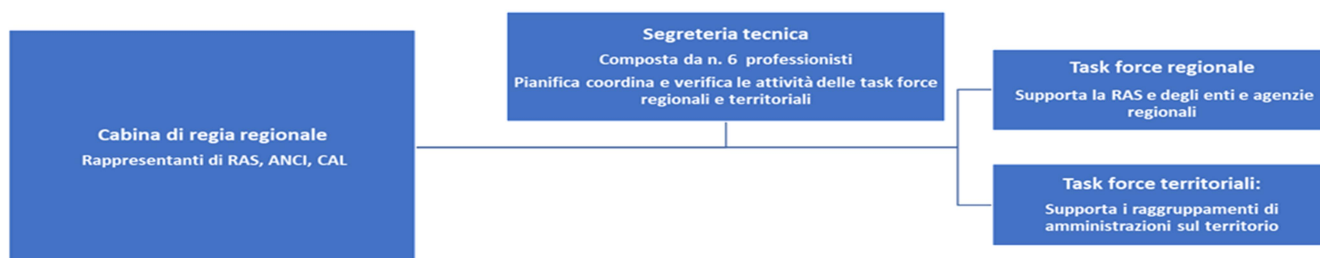 Cabina di regia regionale
Rappresentanti di RAS, ANCI, CAL
Segreteria tecnica
Composta da n. 6 professionisti
Pianifica coordina e verifica le attività delle task force
regionali e territoriali
Task force regionale
Supporta la RAS e degli enti e agenzie
regionali
Task force territoriali:
Supporta i raggruppamenti di
amministrazioni sul territorio